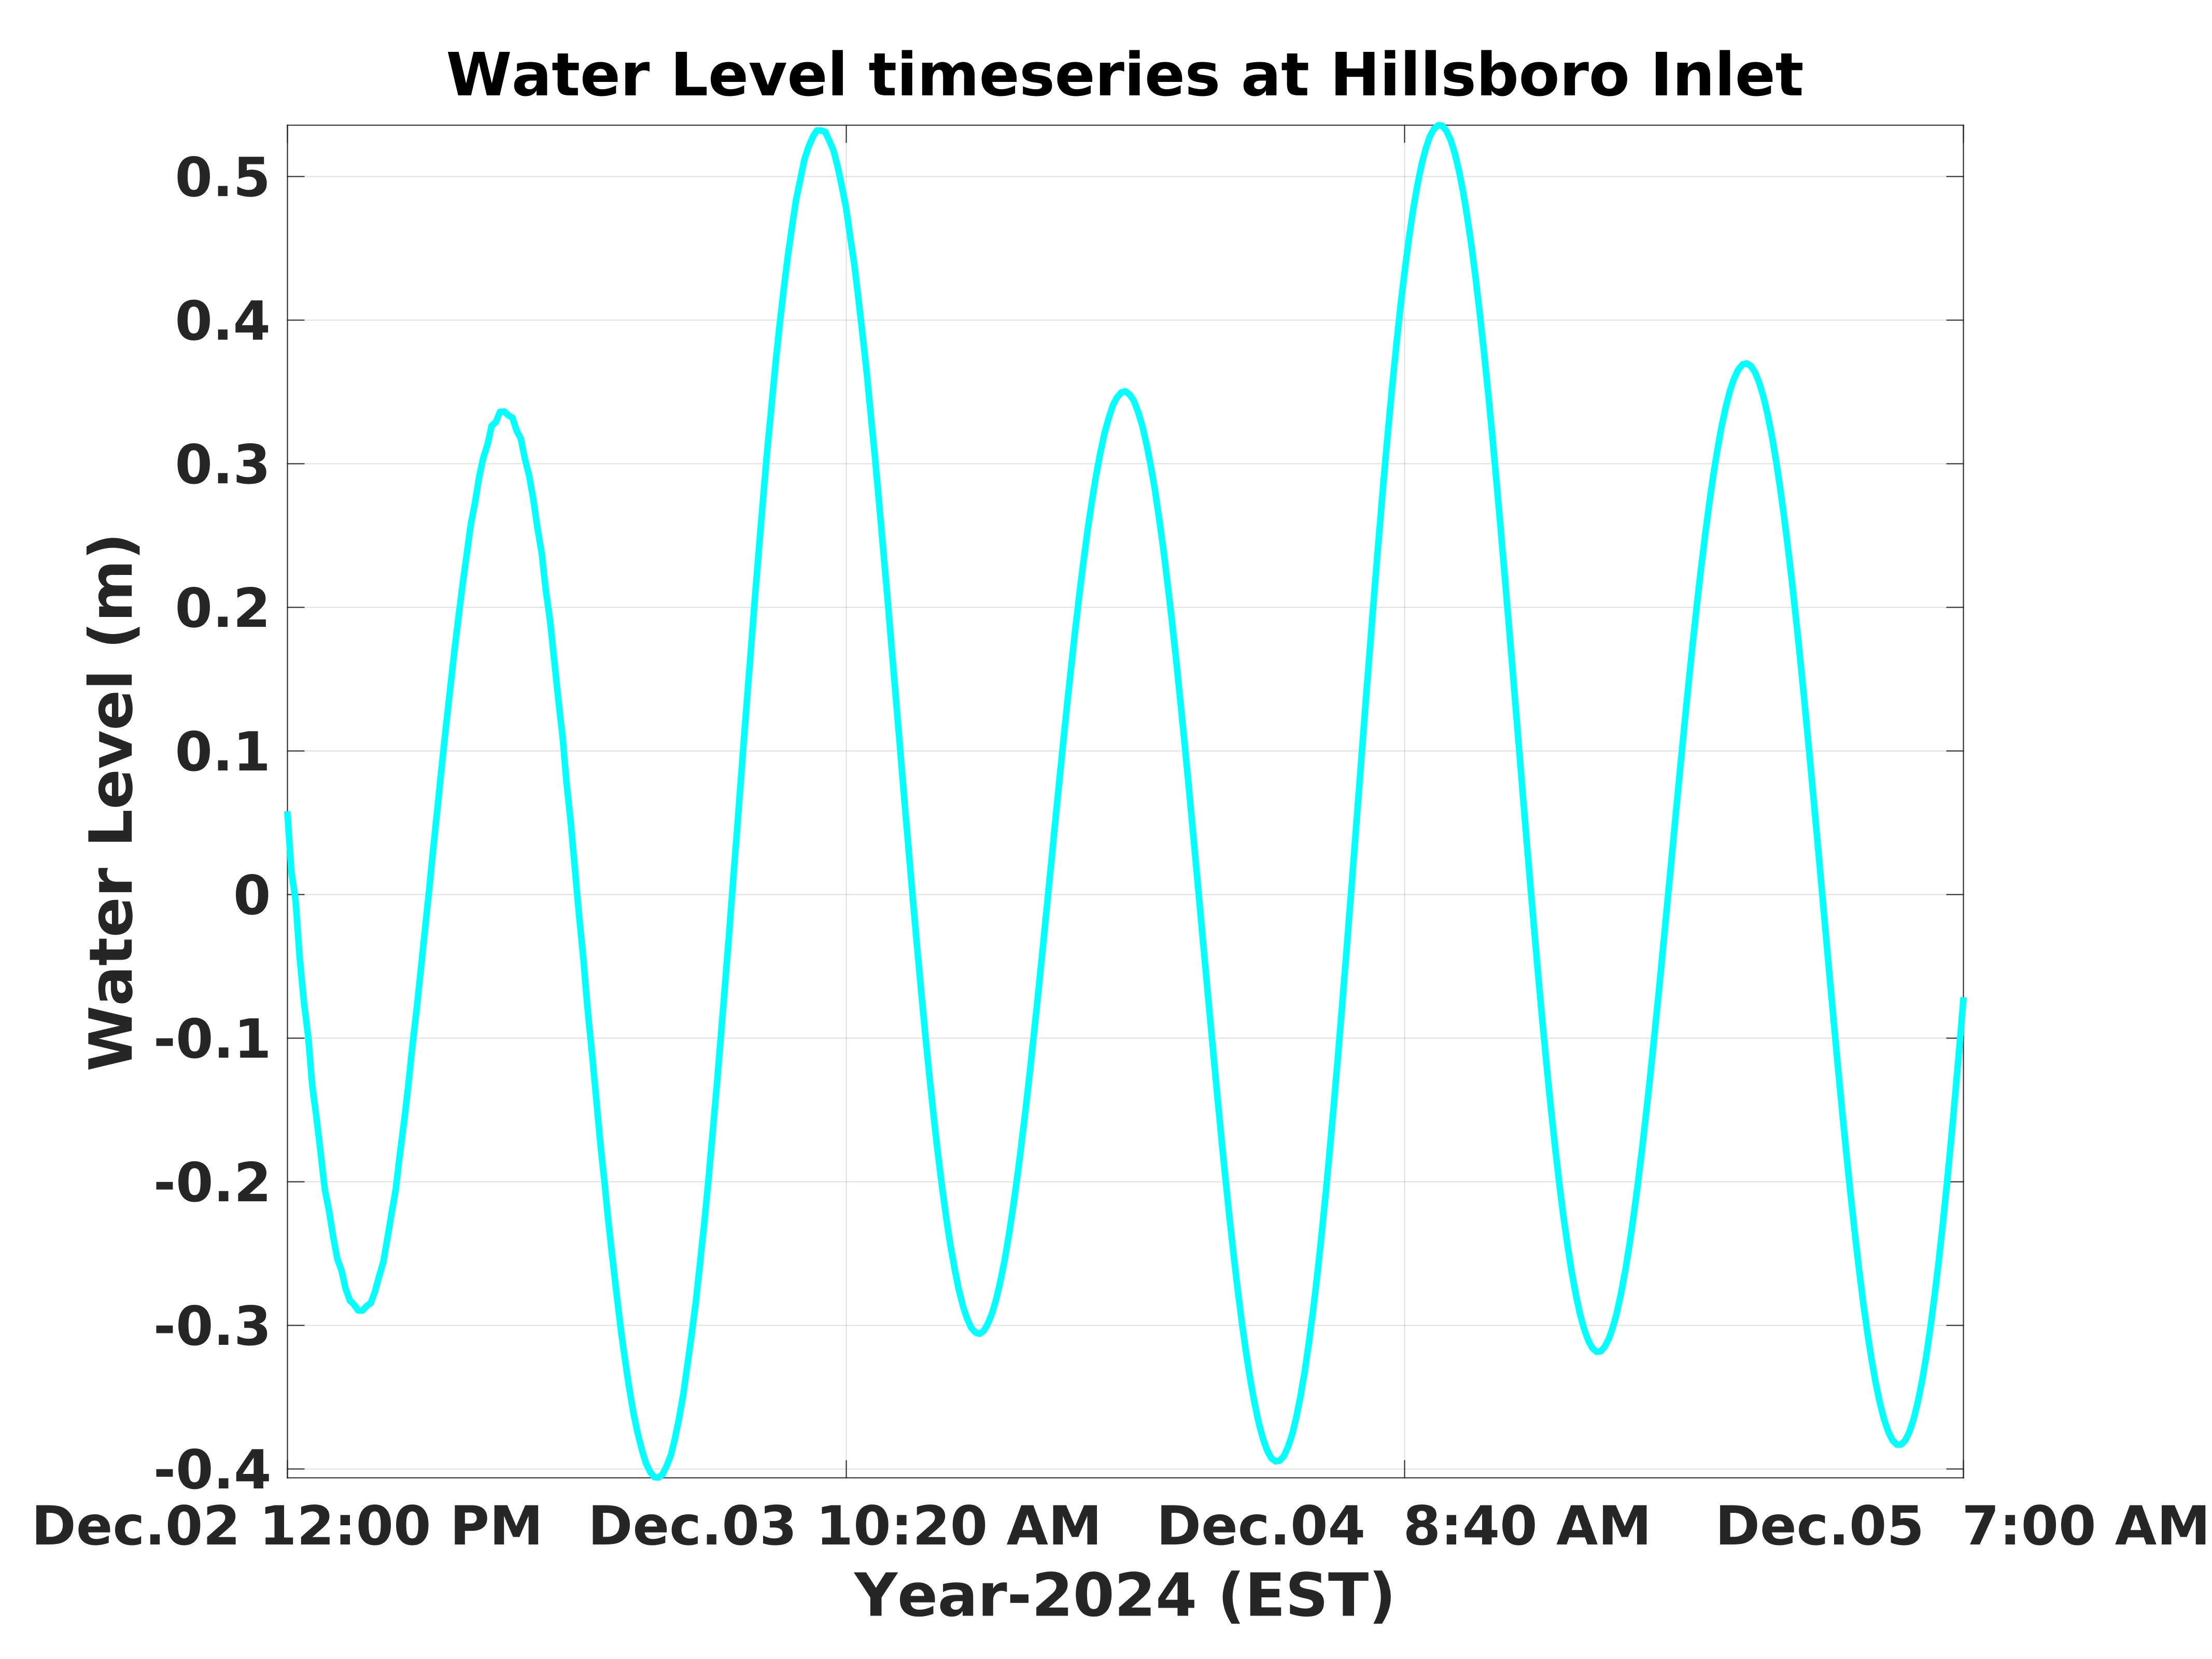 Water Level timeseries at Hillsboro Inlet
Water Level (m)
0.5
0.4
0.3
0.2
0.1
0
-0.1
-0.2
-0.3
-0.4
Dec.02 12:00 PM Dec.03 10:20 AM Dec.04 8:40 AM Dec.05 7:00 AM
Year-2024 (EST)